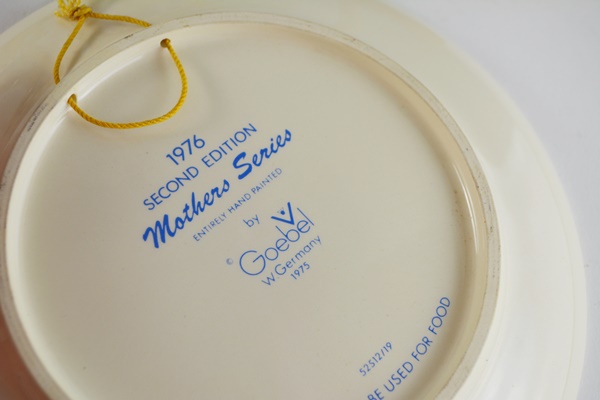 1976
SECOND EDITION
Mothers Series
ENTIRELY HAND PAINTED
by
© Goebel
W Germany
1975
52512/19
BE USED FOR FOOD